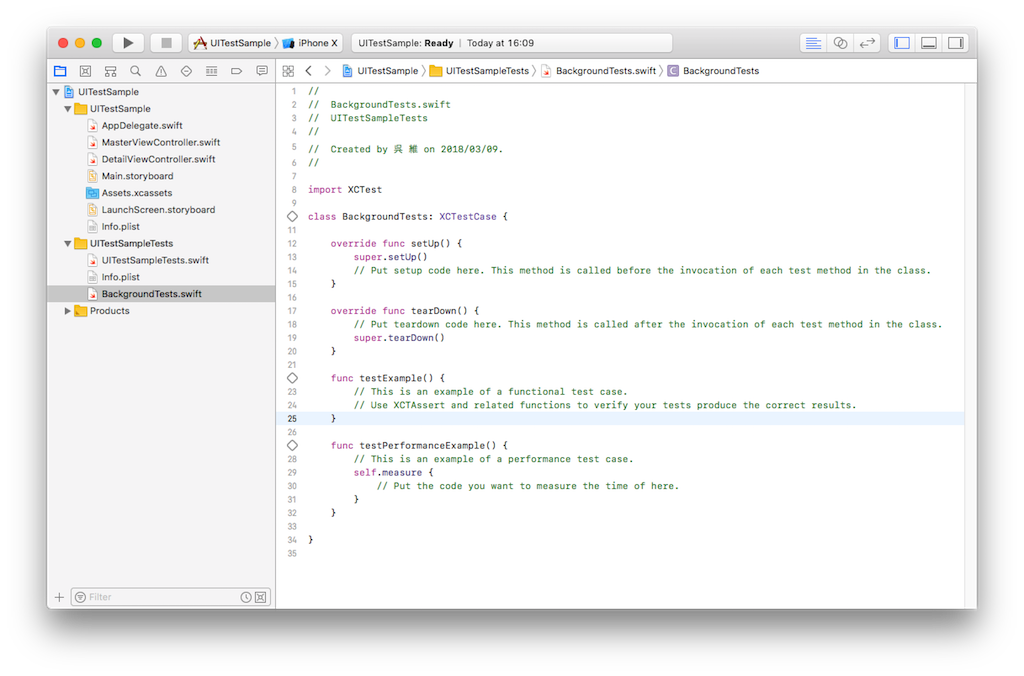 UITestSample
iPhone X
UITestSample: Ready | Today at 16:09
UITestSample
UITestSampleTests
BackgroundTests.swift
C BackgroundTests
UITestSample
UITestSample
AppDelegate.swift
MasterViewController.swift
DetailViewController.swift
Main.storyboard
Assets.xcassets
LaunchScreen.storyboard
Info.plist
UITestSampleTests
UITestSampleTests.swift
Info.plist
BackgroundTests.swift
Products
Filter
1 //
2 //  BackgroundTests.swift
3 //  UITestSampleTests
4 //
5 //  Created by 呉 維 on 2018/03/09.
6 //
7
8 import XCTest
9
class BackgroundTests: XCTestCase {
11
12     override func setUp() {
13         super.setUp()
14         // Put setup code here. This method is called before the invocation of each test method in the class.
15     }
16
17     override func tearDown() {
18         // Put teardown code here. This method is called after the invocation of each test method in the class.
19         super.tearDown()
20     }
21
    func testExample() {
23         // This is an example of a functional test case.
24         // Use XCTAssert and related functions to verify your tests produce the correct results.
25     }
26
    func testPerformanceExample() {
28         // This is an example of a performance test case.
29         self.measure {
30             // Put the code you want to measure the time of here.
31         }
32     }
33
34 }
35